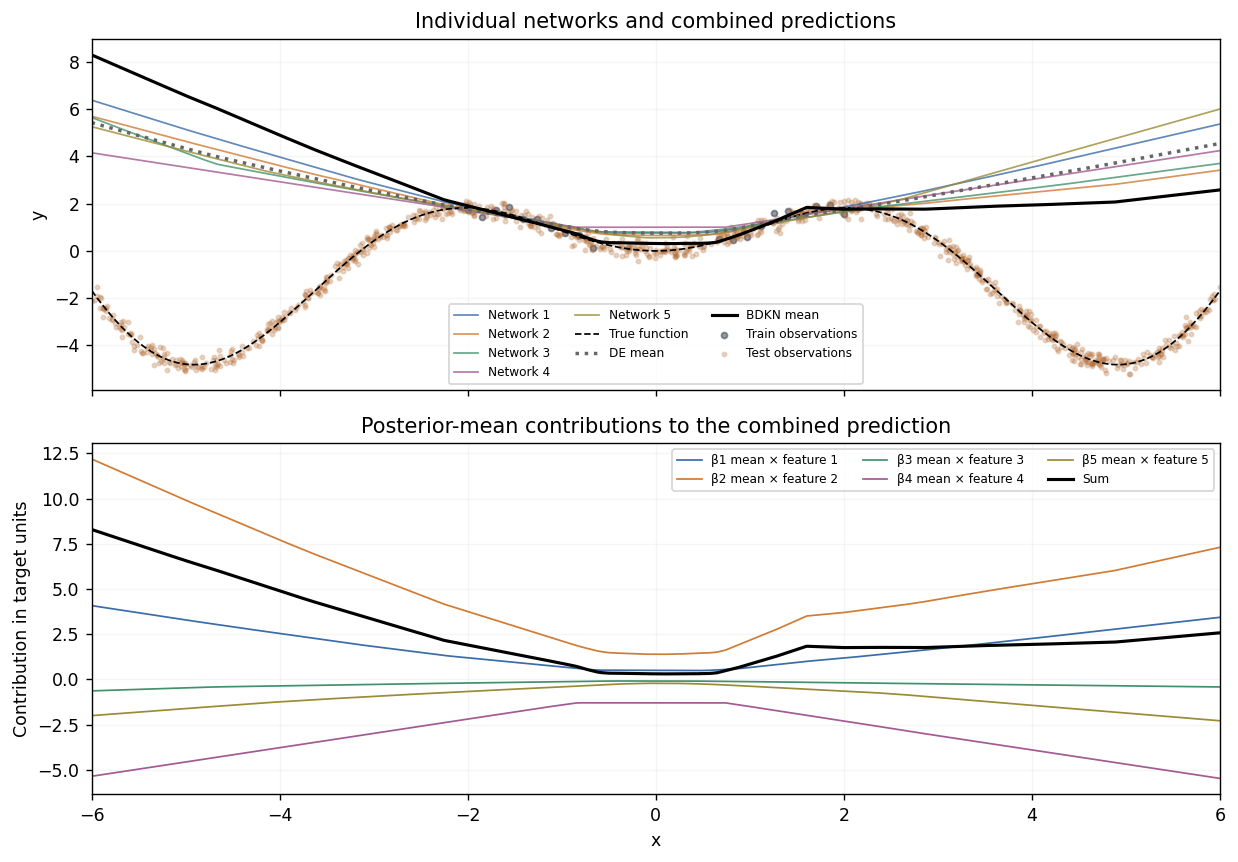 Individual networks and combined predictions
8
6
4
2
0
−2
−4
y
Network 1
Network 2
Network 3
Network 4
Network 5
True function
DE mean
BDKN mean
Train observations
Test observations
Posterior-mean contributions to the combined prediction
12.5
10.0
7.5
5.0
2.5
0.0
−2.5
−5.0
Contribution in target units
β1 mean × feature 1
β2 mean × feature 2
β3 mean × feature 3
β4 mean × feature 4
β5 mean × feature 5
Sum
−6 −4 −2 0 2 4 6
x